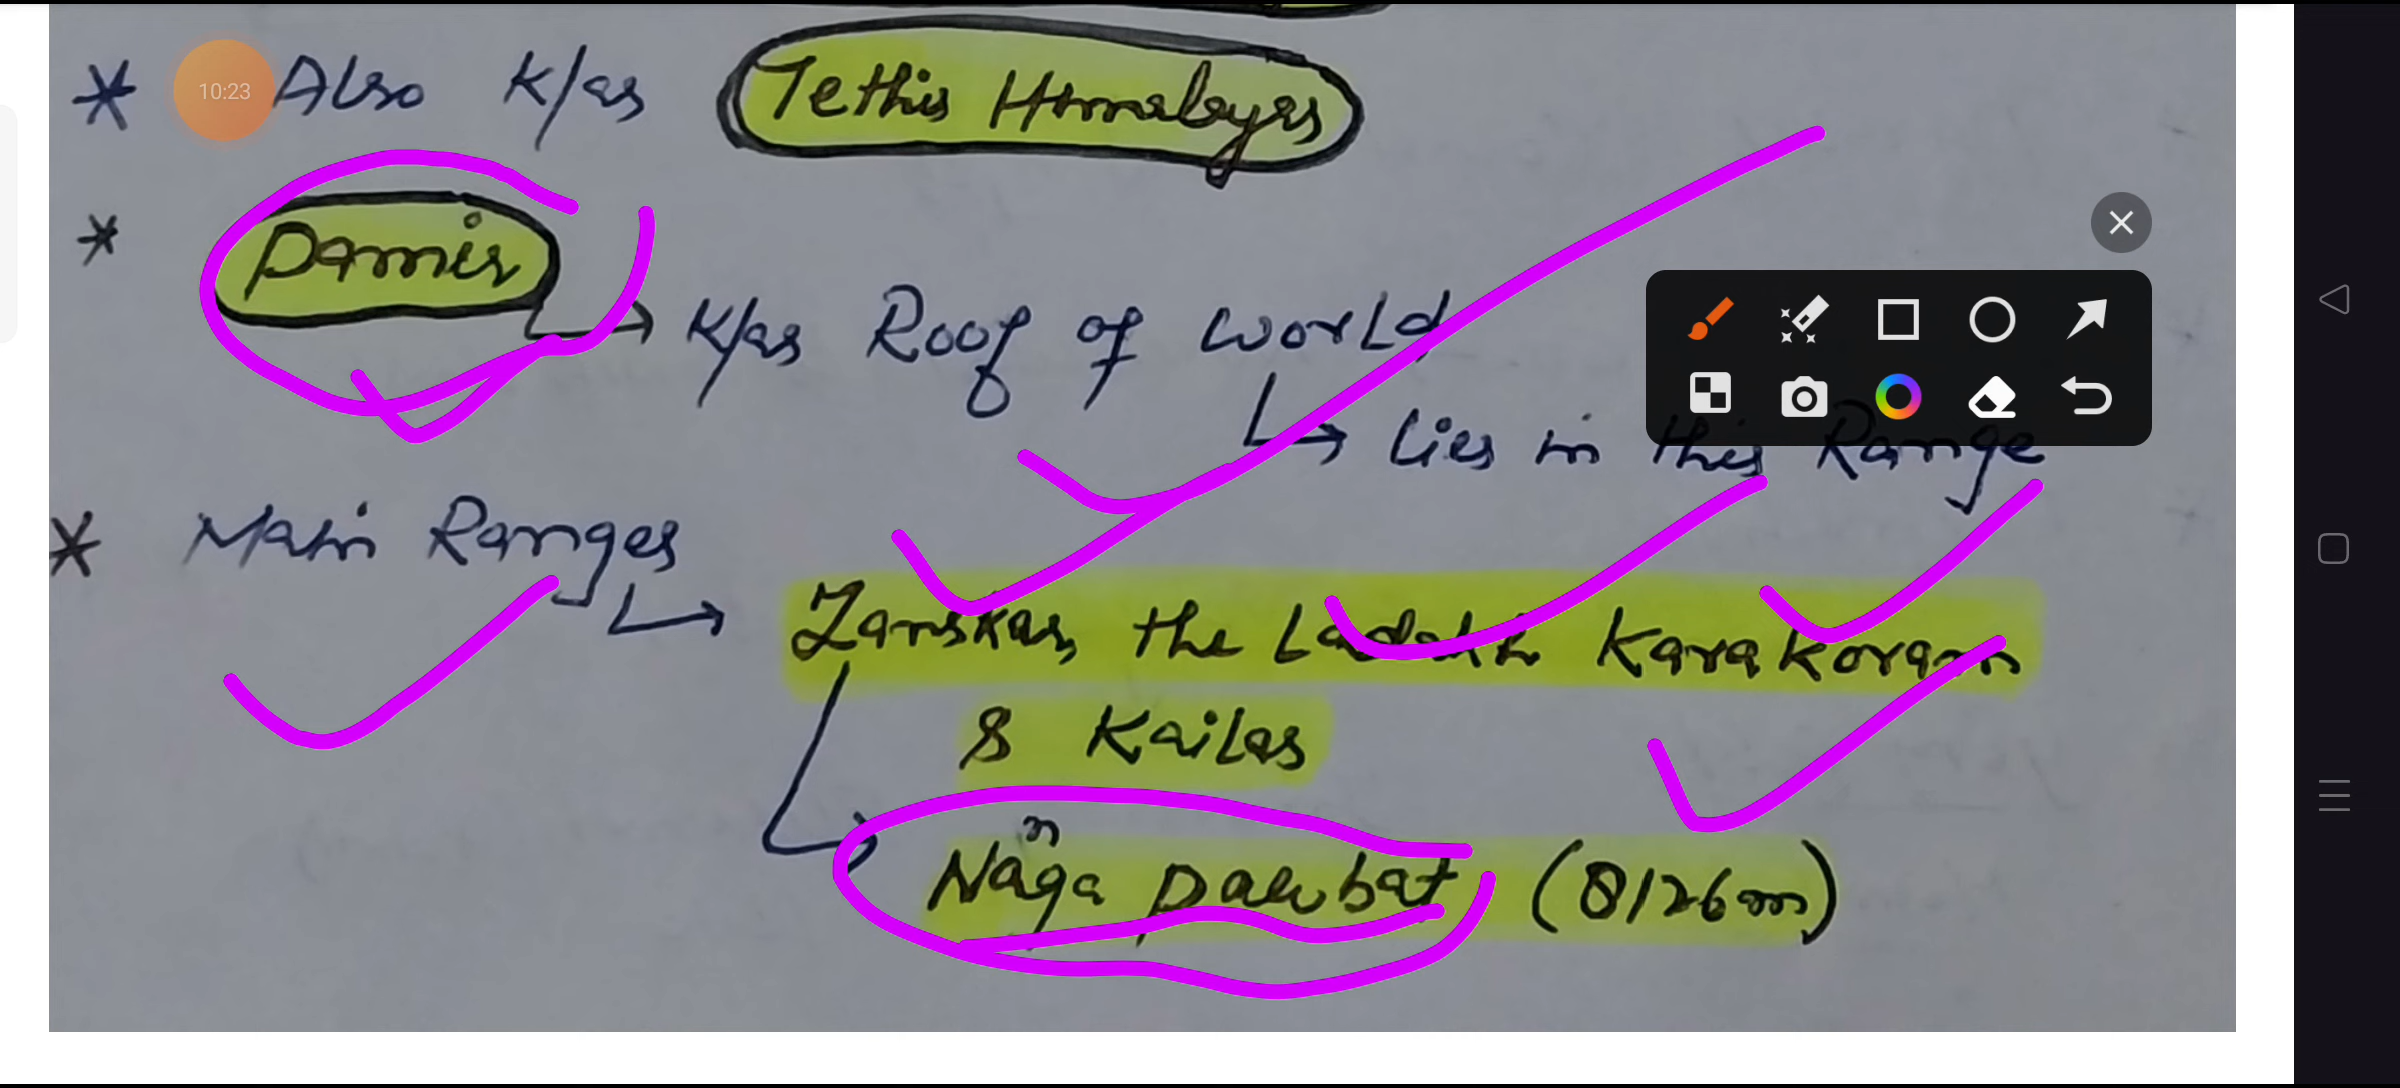 * Also K/as Tethis Himalayas
10:23
* Pamir
K/as Roof of World
Lies in this Range
* Main Ranges
Zanskar, the Ladakh Karakoram
& Kailas
n
Naga Parbat (8126m)